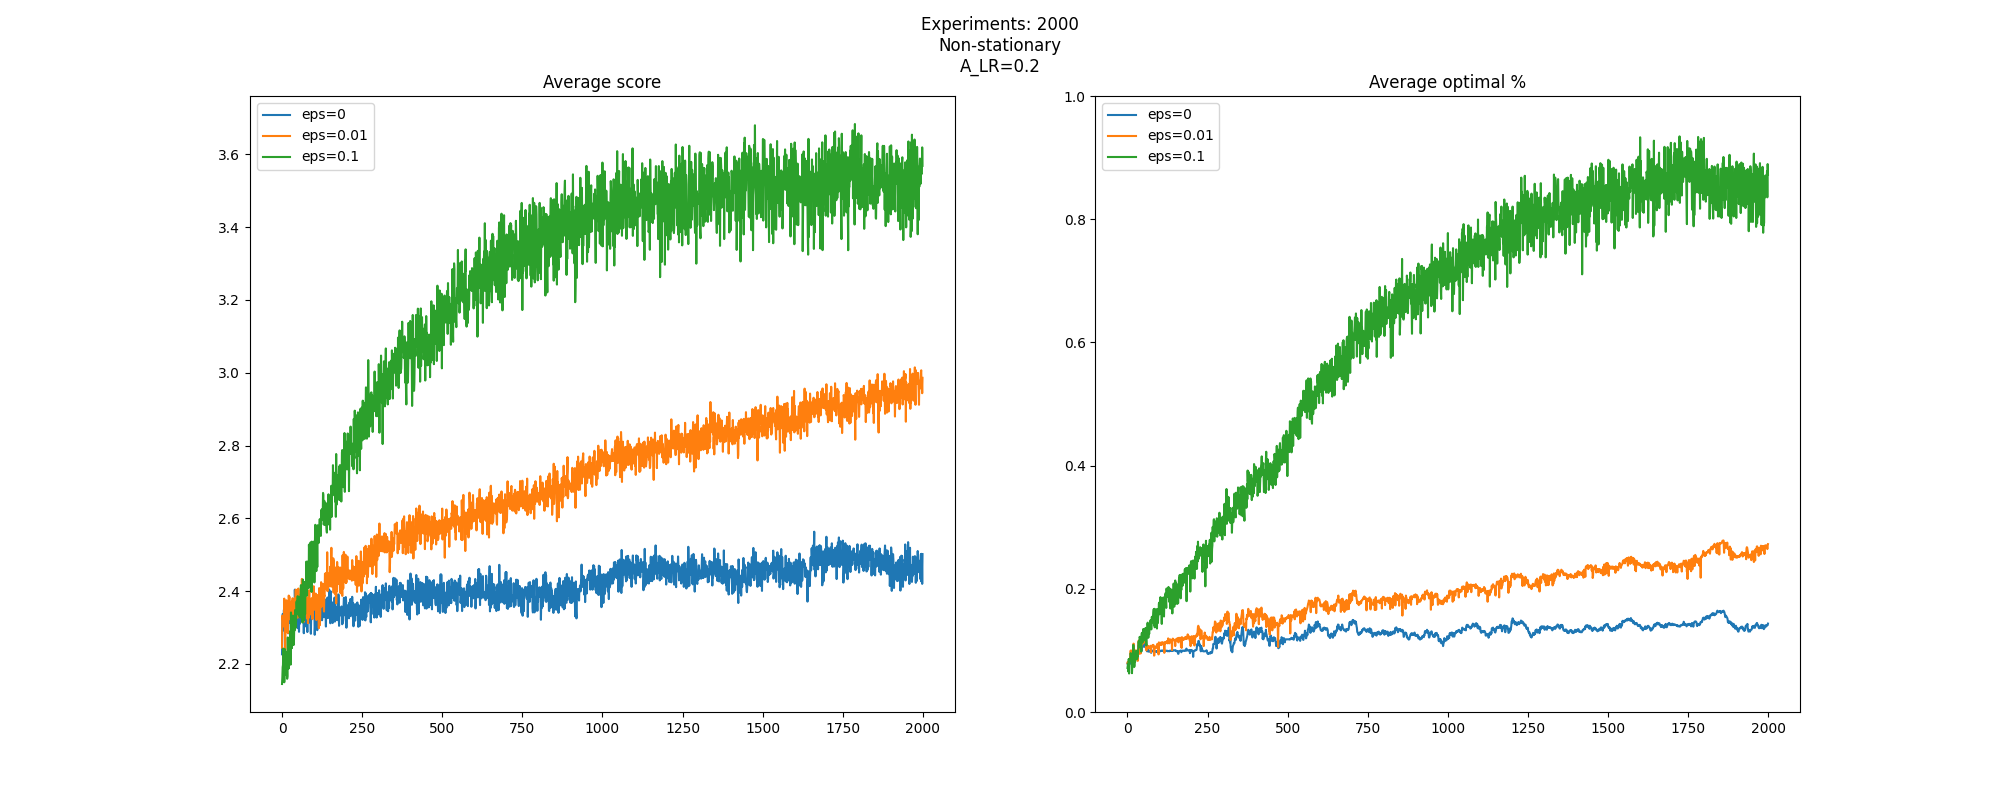 Experiments: 2000
Non-stationary
A_LR=0.2
Average score
eps=0
eps=0.01
eps=0.1
3.6
3.4
3.2
3.0
2.8
2.6
2.4
2.2
0 250 500 750 1000 1250 1500 1750 2000
Average optimal %
eps=0
eps=0.01
eps=0.1
1.0
0.8
0.6
0.4
0.2
0.0
0 250 500 750 1000 1250 1500 1750 2000